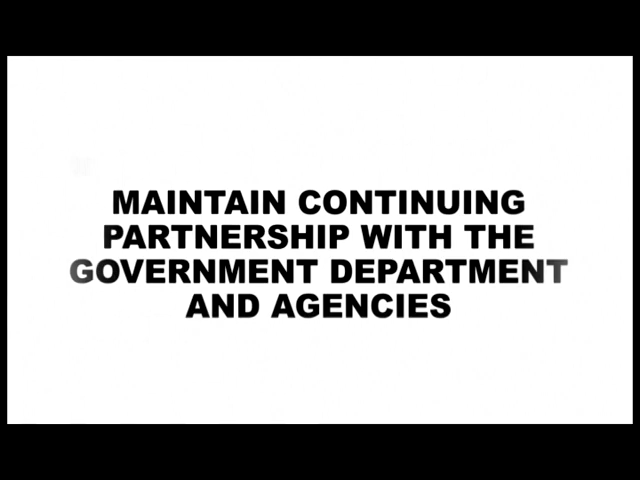 MAINTAIN CONTINUING
PARTNERSHIP WITH THE
GOVERNMENT DEPARTMENT
AND AGENCIES